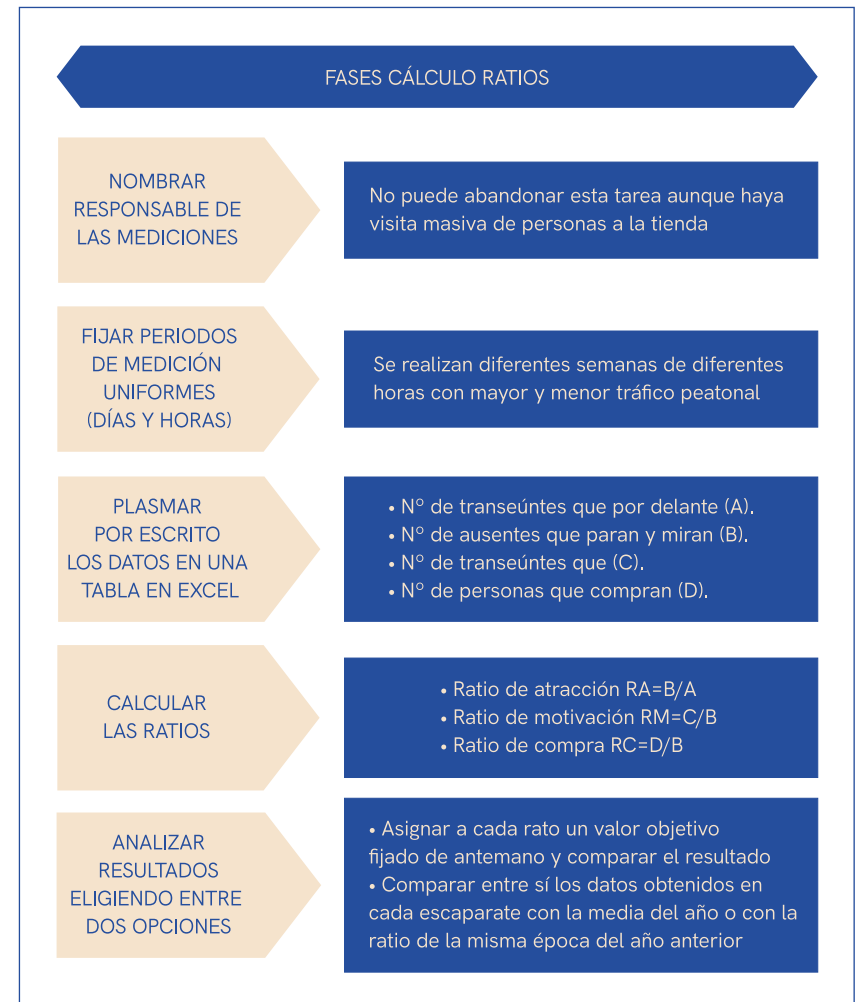 FASES CÁLCULO RATIOS
NOMBRAR
RESPONSABLE DE
LAS MEDICIONES
No puede abandonar esta tarea aunque haya
visita masiva de personas a la tienda
FIJAR PERIODOS
DE MEDICIÓN
UNIFORMES
(DÍAS Y HORAS)
Se realizan diferentes semanas de diferentes
horas con mayor y menor tráfico peatonal
PLASMAR
POR ESCRITO
LOS DATOS EN UNA
TABLA EN EXCEL
• Nº de transeúntes que por delante (A).
• Nº de ausentes que paran y miran (B).
• Nº de transeúntes que (C).
• Nº de personas que compran (D).
CALCULAR
LAS RATIOS
• Ratio de atracción RA=B/A
• Ratio de motivación RM=C/B
• Ratio de compra RC=D/B
ANALIZAR
RESULTADOS
ELIGIENDO ENTRE
DOS OPCIONES
• Asignar a cada rato un valor objetivo
fijado de antemano y comparar el resultado
• Comparar entre sí los datos obtenidos en
cada escaparate con la media del año o con la
ratio de la misma época del año anterior